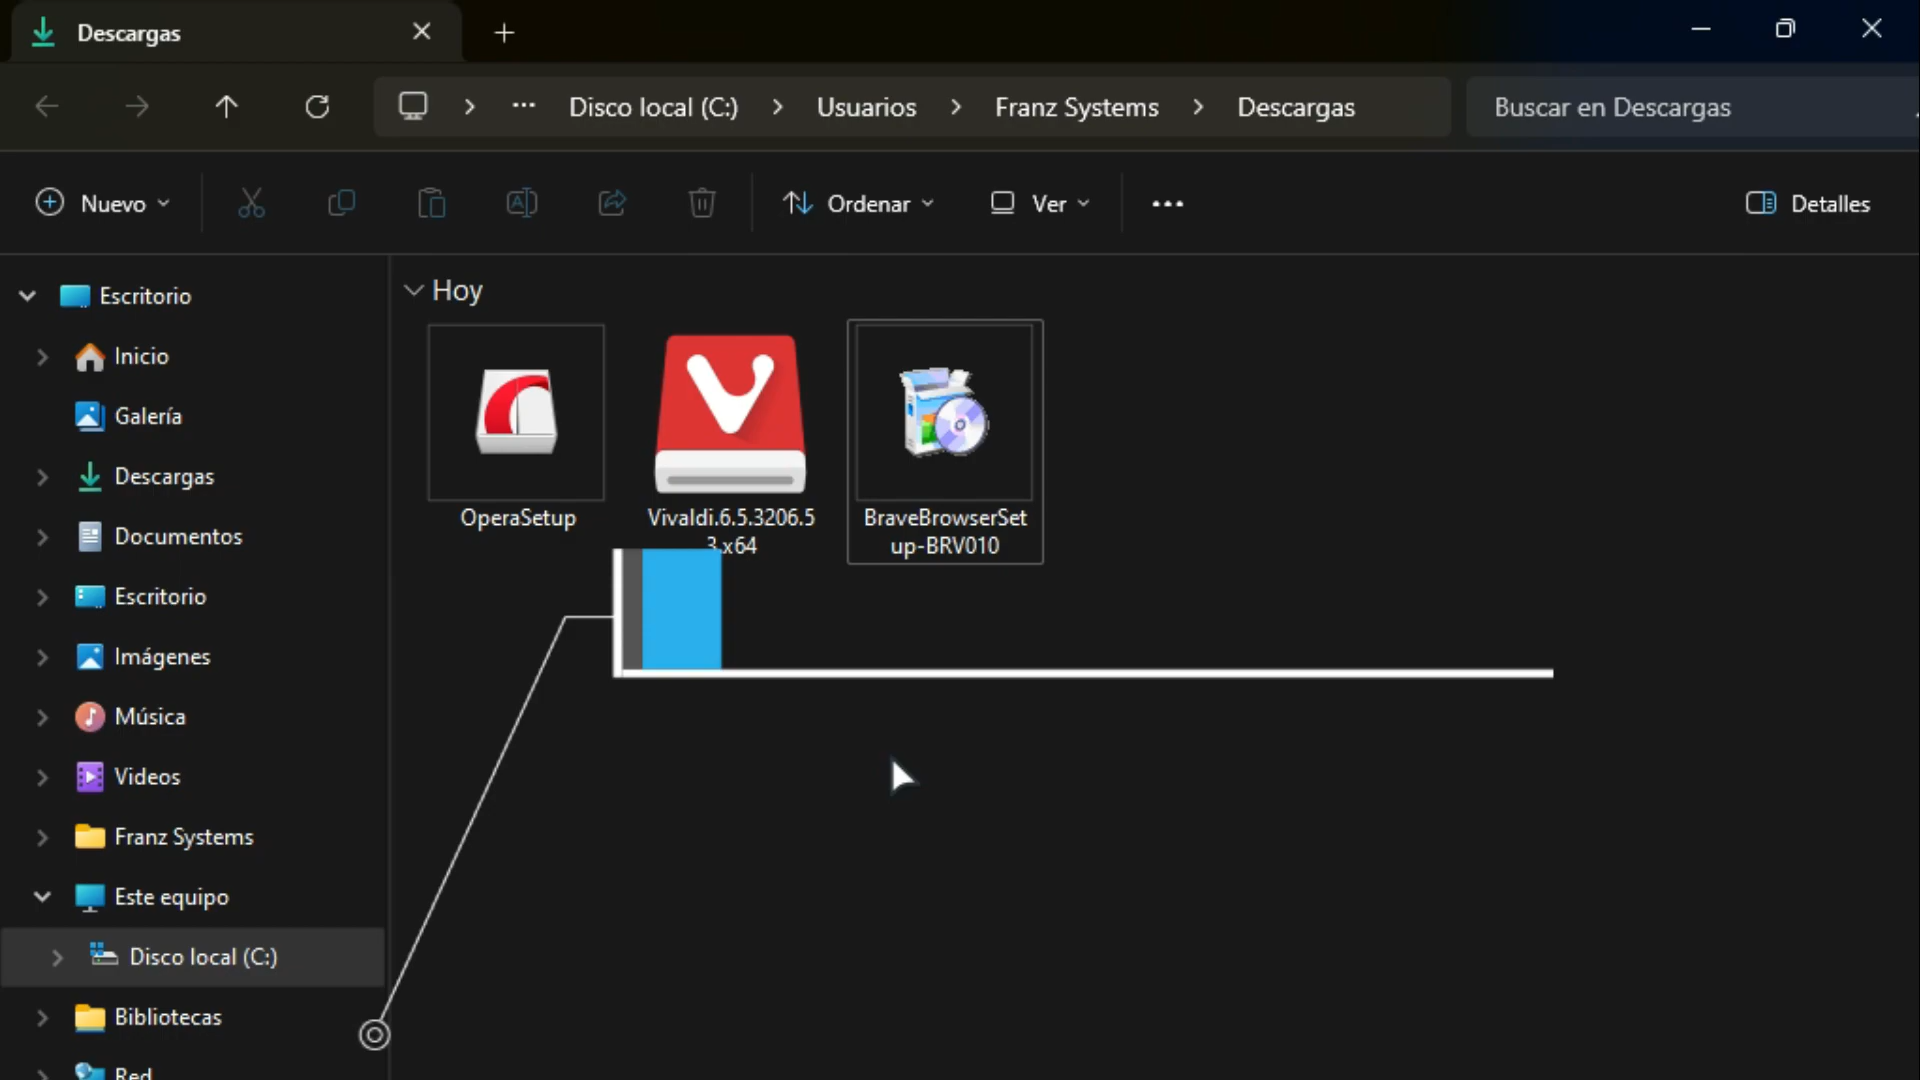 Descargas
Disco local (C:)
Usuarios
Franz Systems
Descargas
Buscar en Descargas
Nuevo
Ordenar
Ver
Detalles
Escritorio
Inicio
Galería
Descargas
Documentos
Escritorio
Imágenes
Música
Videos
Franz Systems
Este equipo
Disco local (C:)
Bibliotecas
Red
Hoy
OperaSetup
Vivaldi.6.5.3206.5
3.x64
BraveBrowserSet
up-BRV010